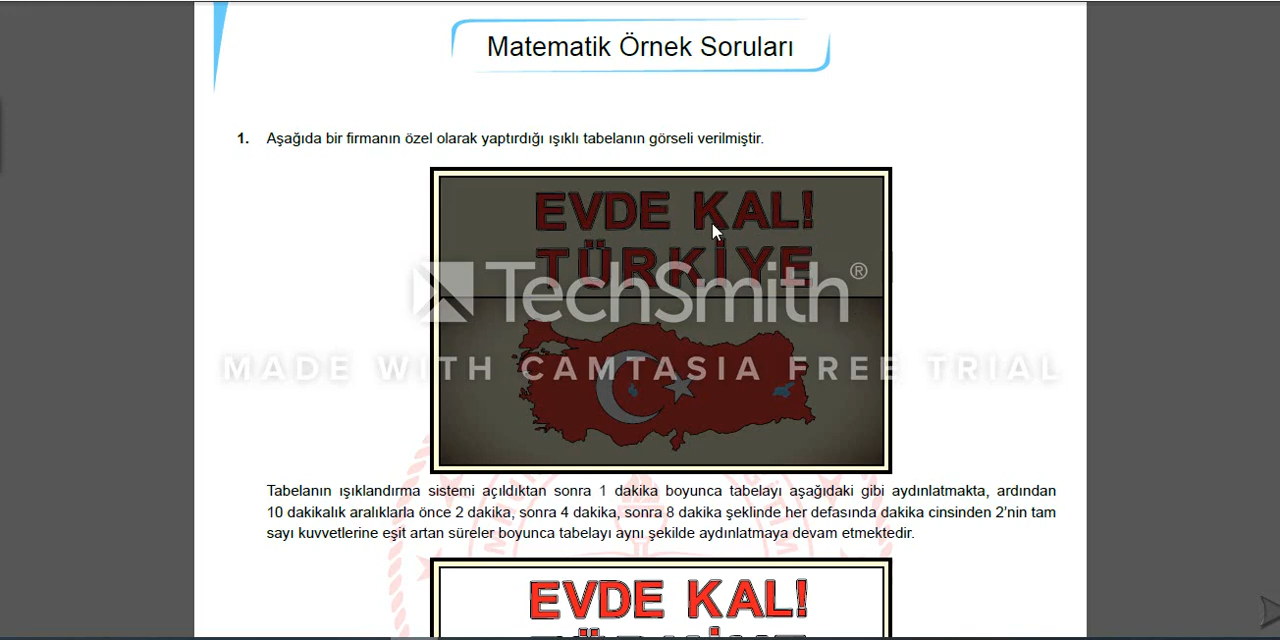 Matematik Örnek Soruları
1. Aşağıda bir firmanın özel olarak yaptırdığı ışıklı tabelanın görseli verilmiştir.
EVDE KAL!
TÜRKİYE
TechSmith®
MADE WITH CAMTASIA FREE TRIAL
Tabelanın ışıklandırma sistemi açıldıktan sonra 1 dakika boyunca tabelayı aşağıdaki gibi aydınlatmakta, ardından
10 dakikalık aralıklarla önce 2 dakika, sonra 4 dakika, sonra 8 dakika şeklinde her defasında dakika cinsinden 2’nin tam
sayı kuvvetlerine eşit artan süreler boyunca tabelayı aynı şekilde aydınlatmaya devam etmektedir.
EVDE KAL!